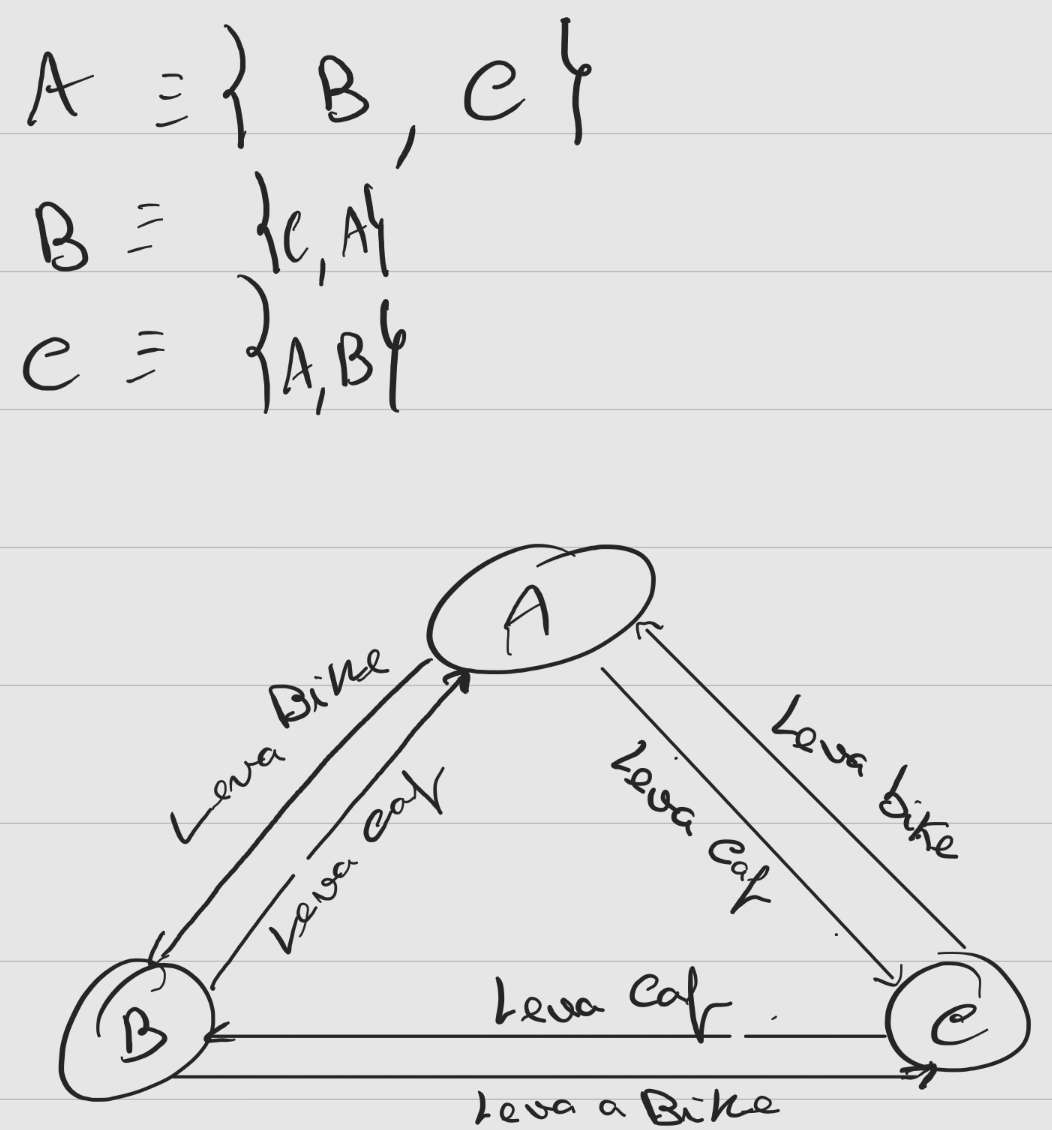 A ≡ { B, C }
B ≡ { C, A }
C ≡ { A, B }
A
Leva Bike
Leva Car
Leva Car
Leva bike
B
Leva Car
C
Leva a Bike